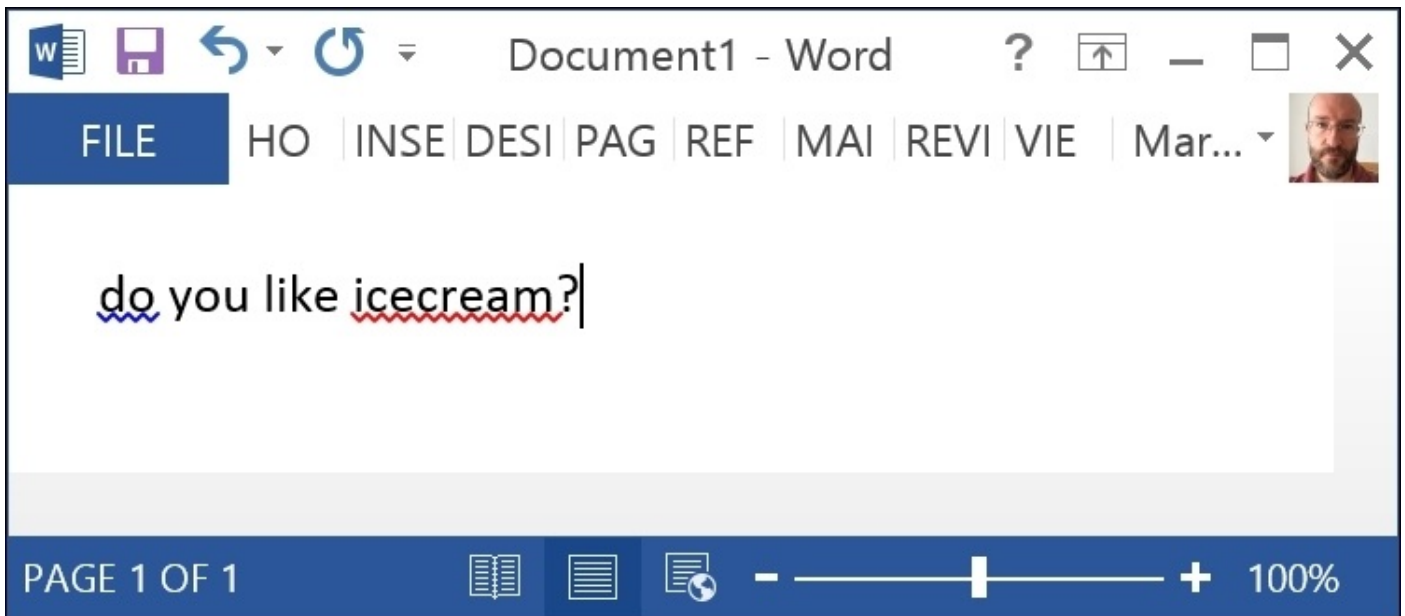 W Document1 - Word ?
FILE HO INSE DESI PAG REF MAI REVI VIE Mar...
do you like icecream?
PAGE 1 OF 1 100%